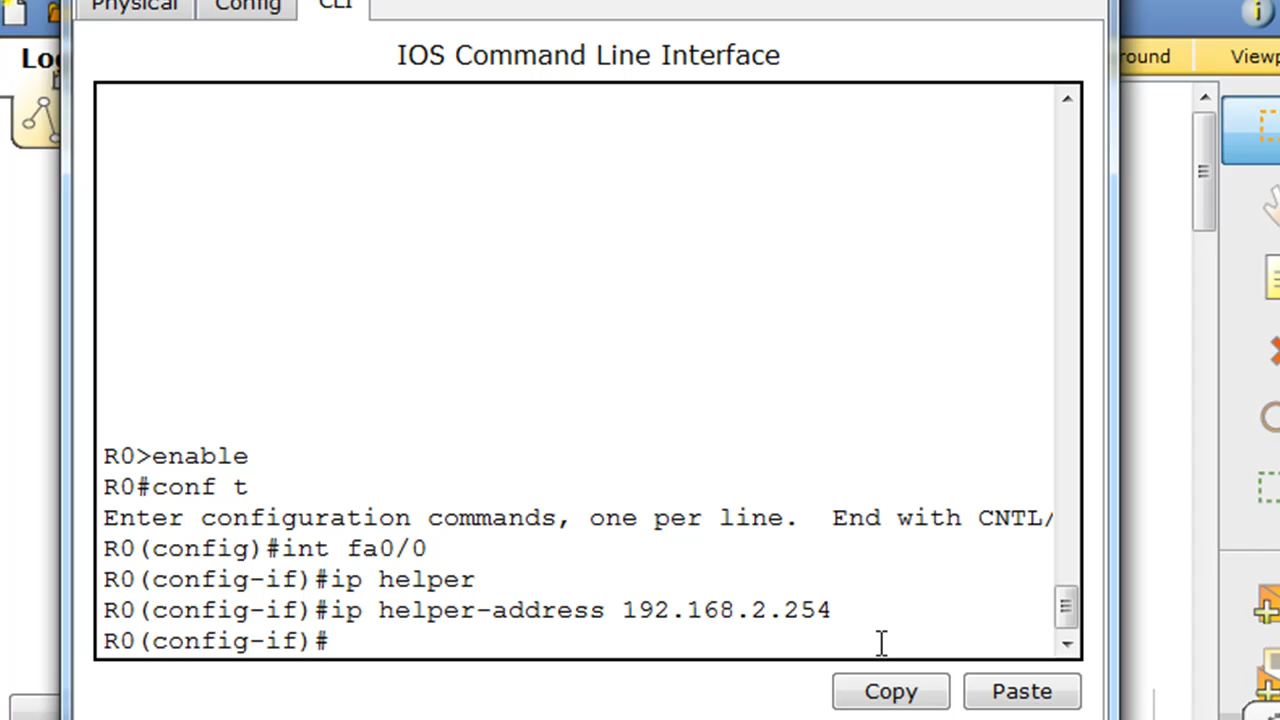 Physical Config CLI
IOS Command Line Interface
R0>enable
R0#conf t
Enter configuration commands, one per line.  End with CNTL/
R0(config)#int fa0/0
R0(config-if)#ip helper
R0(config-if)#ip helper-address 192.168.2.254
R0(config-if)#
Copy Paste